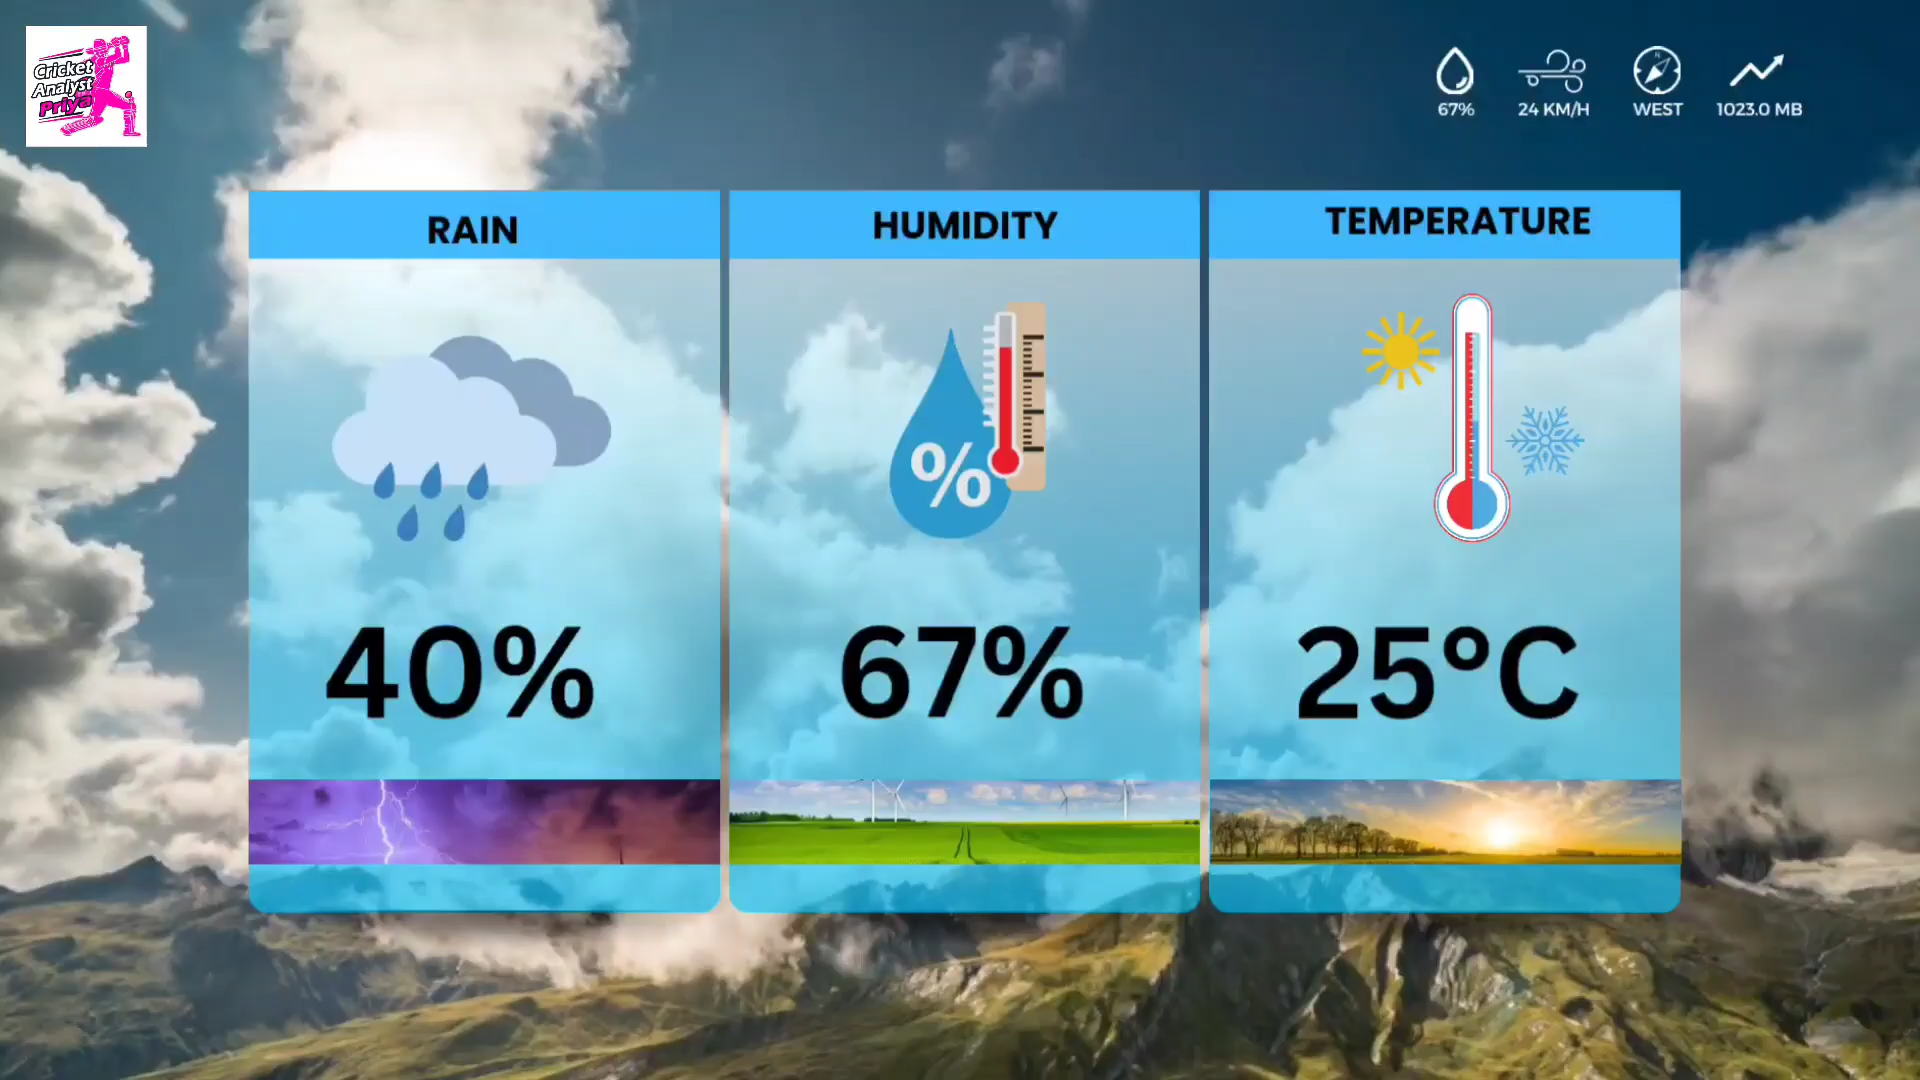 Cricket
Analyst
Priya
67%
24 KM/H
WEST
1023.0 MB
RAIN
HUMIDITY
TEMPERATURE
%
40%
67%
25°C